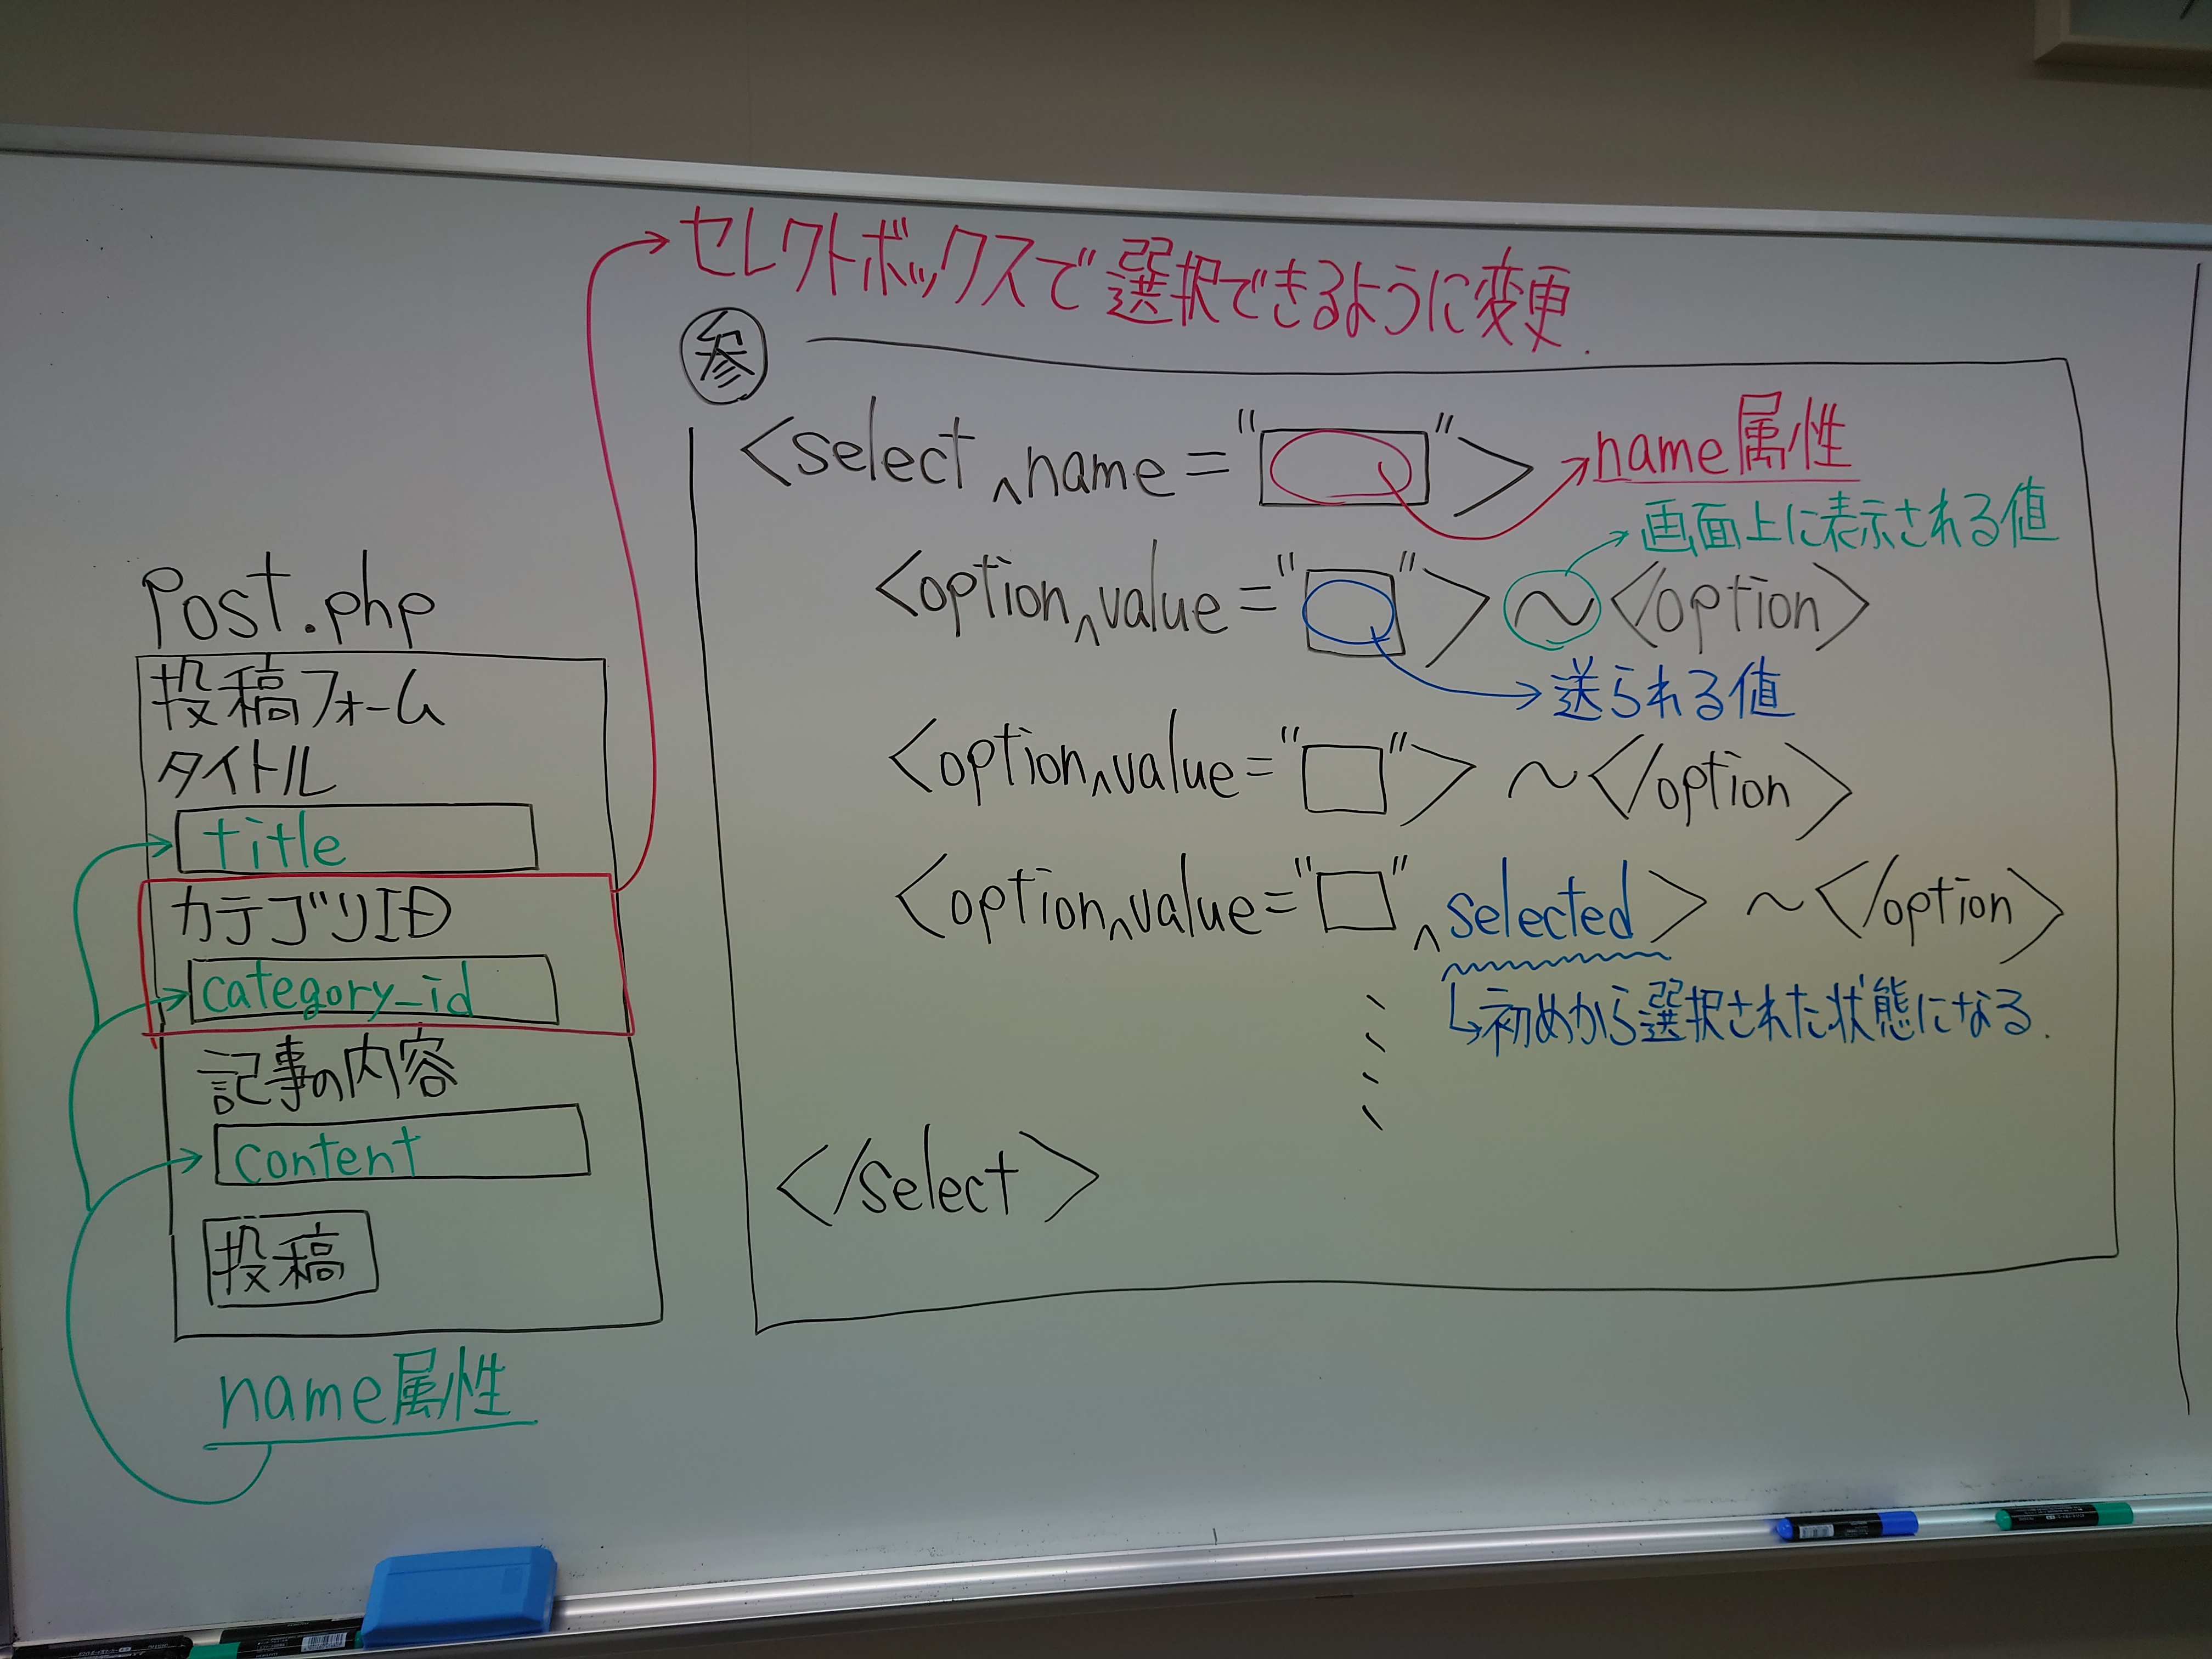 セレクトボックスで選択できるように変更.
参
<select ^ name = "□"> name属性
画面上に表示される値
<option ^ value = "□"> ~ </option>
送られる値
<option ^ value = "□"> ~ </option>
<option ^ value = "□" ^ selected> ~ </option>
初めから選択された状態になる.
</select>
Post.php
投稿フォーム
タイトル
title
カテゴリID
category_id
記事の内容
content
投稿
name属性